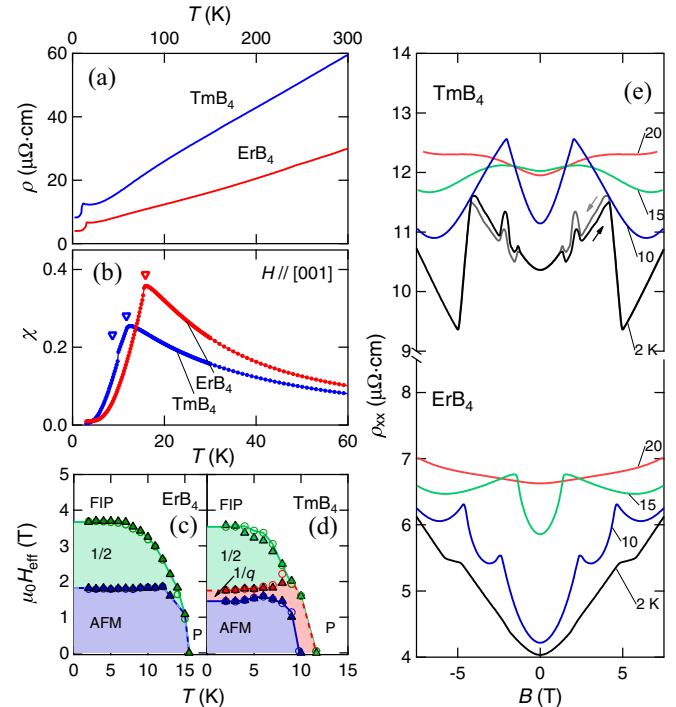 T (K)
0 100 200 300
(a)
60
40
20
0
ρ (μΩ·cm)
TmB4
ErB4
(b)
H // [001]
0.4
0.2
0.0
χ
ErB4
TmB4
0 20 40 60
T (K)
(c)
5
4
3
2
1
0
μ0Heff (T)
FIP
ErB4
1/2
AFM
P
0 5 10 15
T (K)
(d)
FIP
TmB4
1/2
1/q
AFM
P
0 5 10 15
T (K)
(e)
14
13
12
11
10
9
7
6
5
4
ρxx (μΩ·cm)
TmB4
20
15
10
2 K
ErB4
20
15
10
2 K
-5 0 5
B (T)